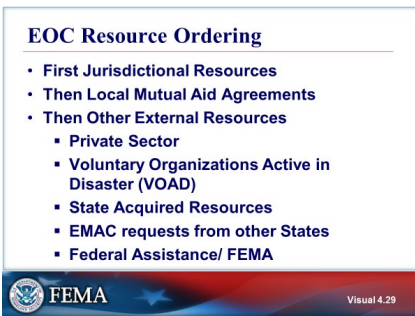 EOC Resource Ordering
• First Jurisdictional Resources
• Then Local Mutual Aid Agreements
• Then Other External Resources
▪ Private Sector
▪ Voluntary Organizations Active in
Disaster (VOAD)
▪ State Acquired Resources
▪ EMAC requests from other States
▪ Federal Assistance/ FEMA
FEMA
Visual 4.29